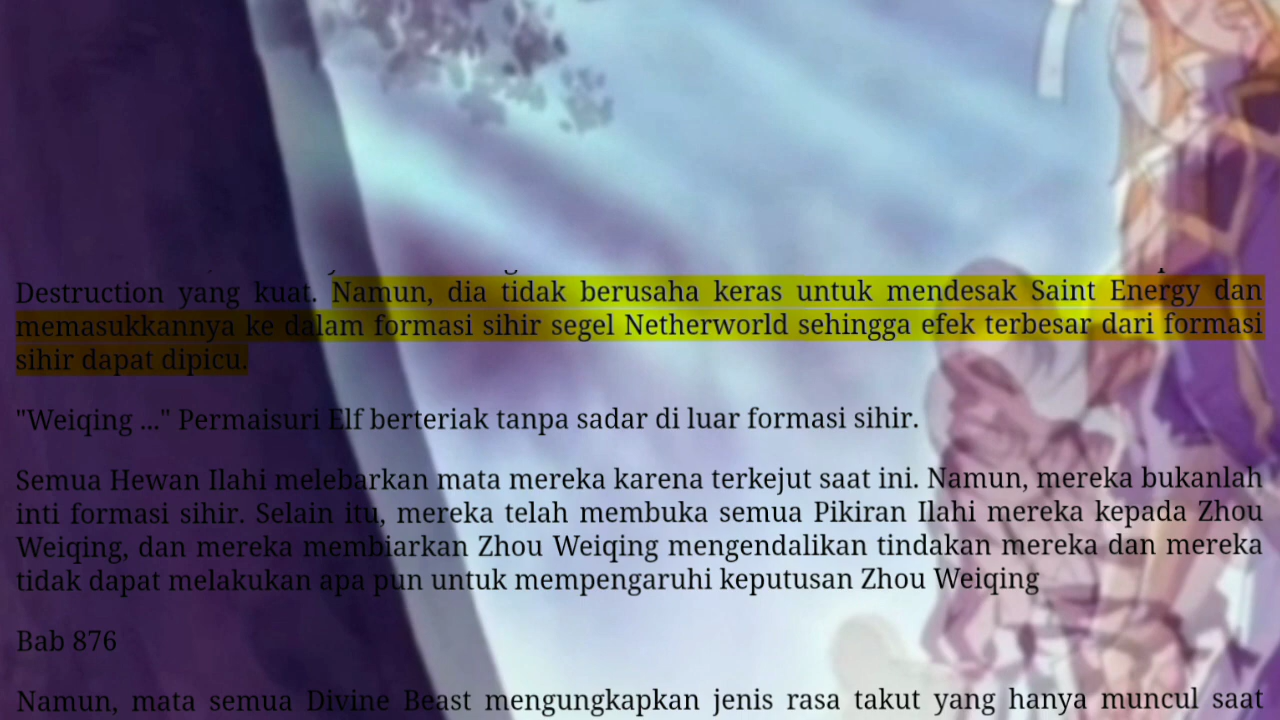 Destruction yang kuat. Namun, dia tidak berusaha keras untuk mendesak Saint Energy dan
memasukkannya ke dalam formasi sihir segel Netherworld sehingga efek terbesar dari formasi
sihir dapat dipicu.
"Weiqing ..." Permaisuri Elf berteriak tanpa sadar di luar formasi sihir.
Semua Hewan Ilahi melebarkan mata mereka karena terkejut saat ini. Namun, mereka bukanlah
inti formasi sihir. Selain itu, mereka telah membuka semua Pikiran Ilahi mereka kepada Zhou
Weiqing, dan mereka membiarkan Zhou Weiqing mengendalikan tindakan mereka dan mereka
tidak dapat melakukan apa pun untuk mempengaruhi keputusan Zhou Weiqing
Bab 876
Namun, mata semua Divine Beast mengungkapkan jenis rasa takut yang hanya muncul saat